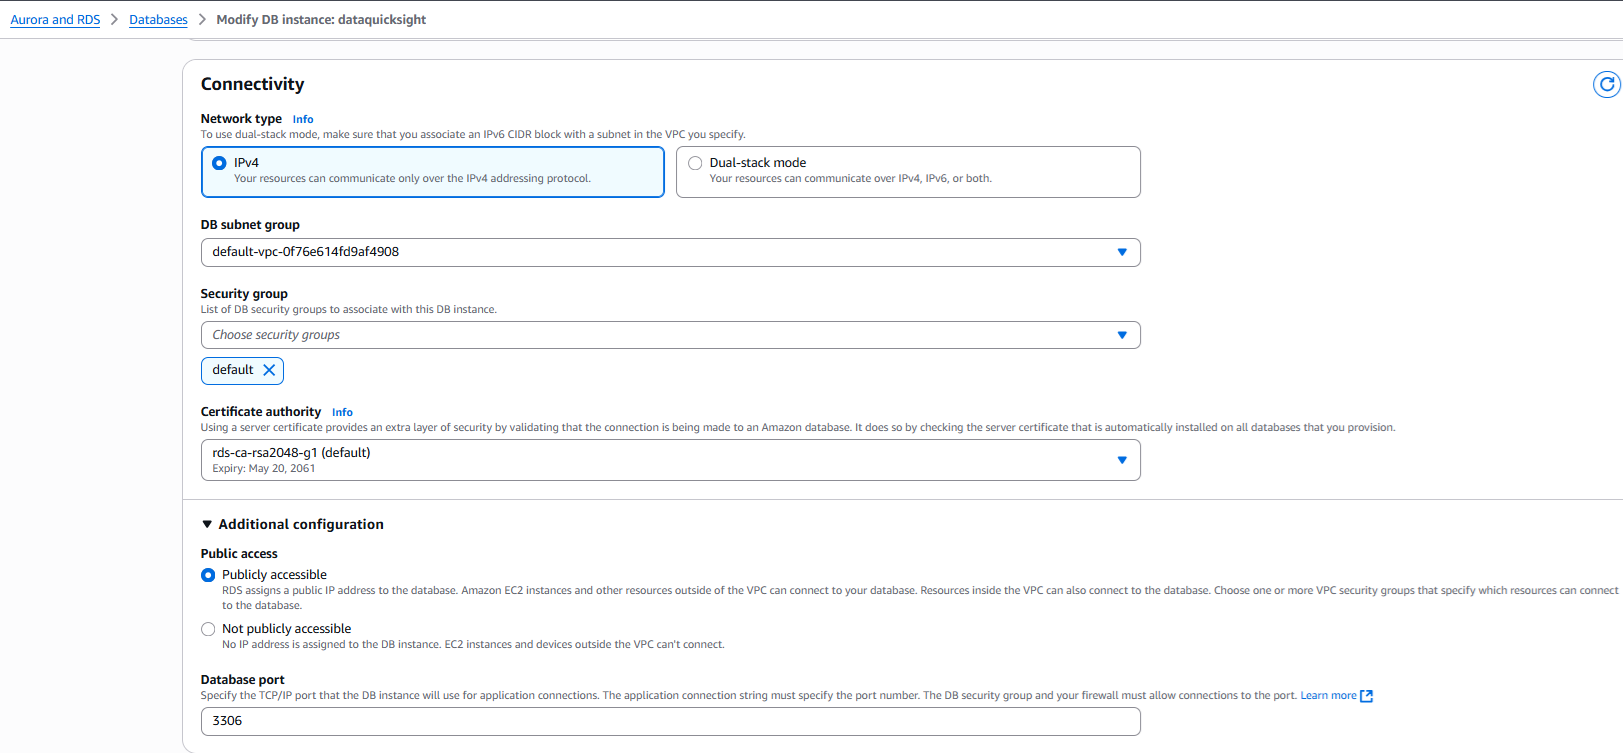 Aurora and RDS > Databases > Modify DB instance: dataquicksight
Connectivity
Network type Info
To use dual-stack mode, make sure that you associate an IPv6 CIDR block with a subnet in the VPC you specify.
IPv4
Your resources can communicate only over the IPv4 addressing protocol.
Dual-stack mode
Your resources can communicate over IPv4, IPv6, or both.
DB subnet group
default-vpc-0f76e614fd9af4908
Security group
List of DB security groups to associate with this DB instance.
Choose security groups
default
Certificate authority Info
Using a server certificate provides an extra layer of security by validating that the connection is being made to an Amazon database. It does so by checking the server certificate that is automatically installed on all databases that you provision.
rds-ca-rsa2048-g1 (default)
Expiry: May 20, 2061
Additional configuration
Public access
Publicly accessible
RDS assigns a public IP address to the database. Amazon EC2 instances and other resources outside of the VPC can connect to your database. Resources inside the VPC can also connect to the database. Choose one or more VPC security groups that specify which resources can connect
to the database.
Not publicly accessible
No IP address is assigned to the DB instance. EC2 instances and devices outside the VPC can't connect.
Database port
Specify the TCP/IP port that the DB instance will use for application connections. The application connection string must specify the port number. The DB security group and your firewall must allow connections to the port. Learn more
3306